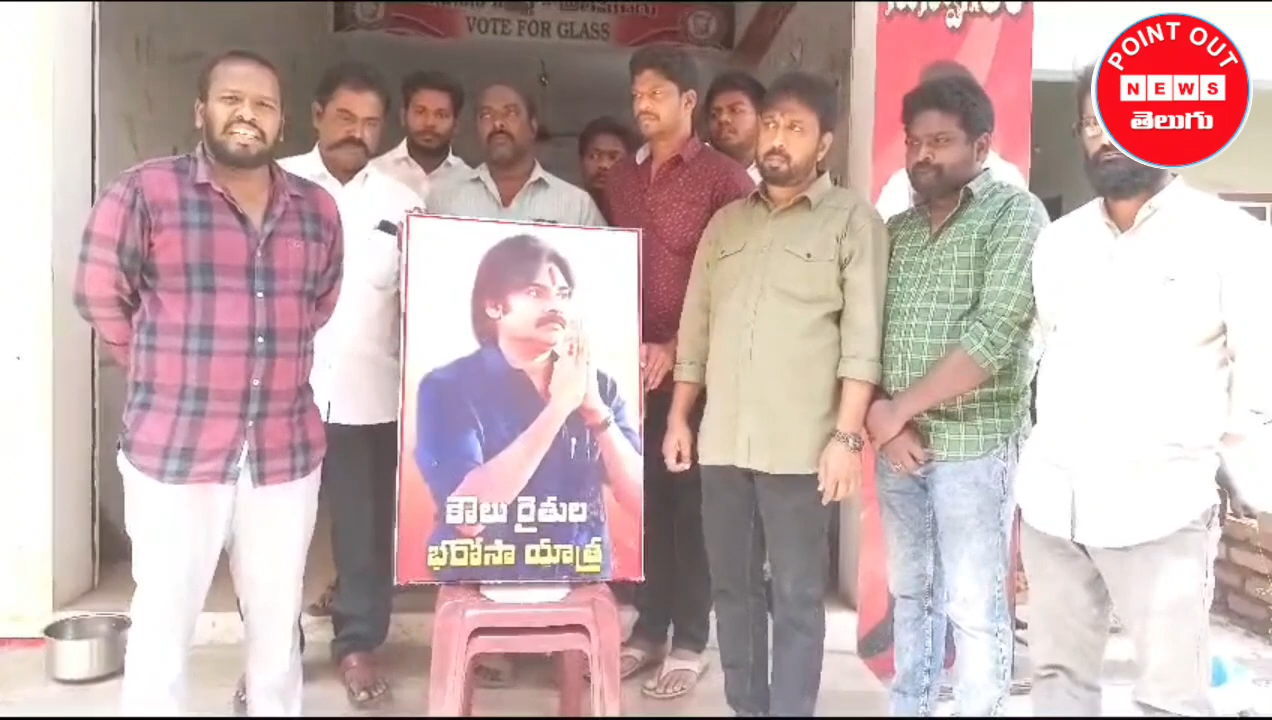 VOTE FOR GLASS
POINT OUT
NEWS
తెలుగు
కౌలు రైతుల
భరోసా యాత్ర